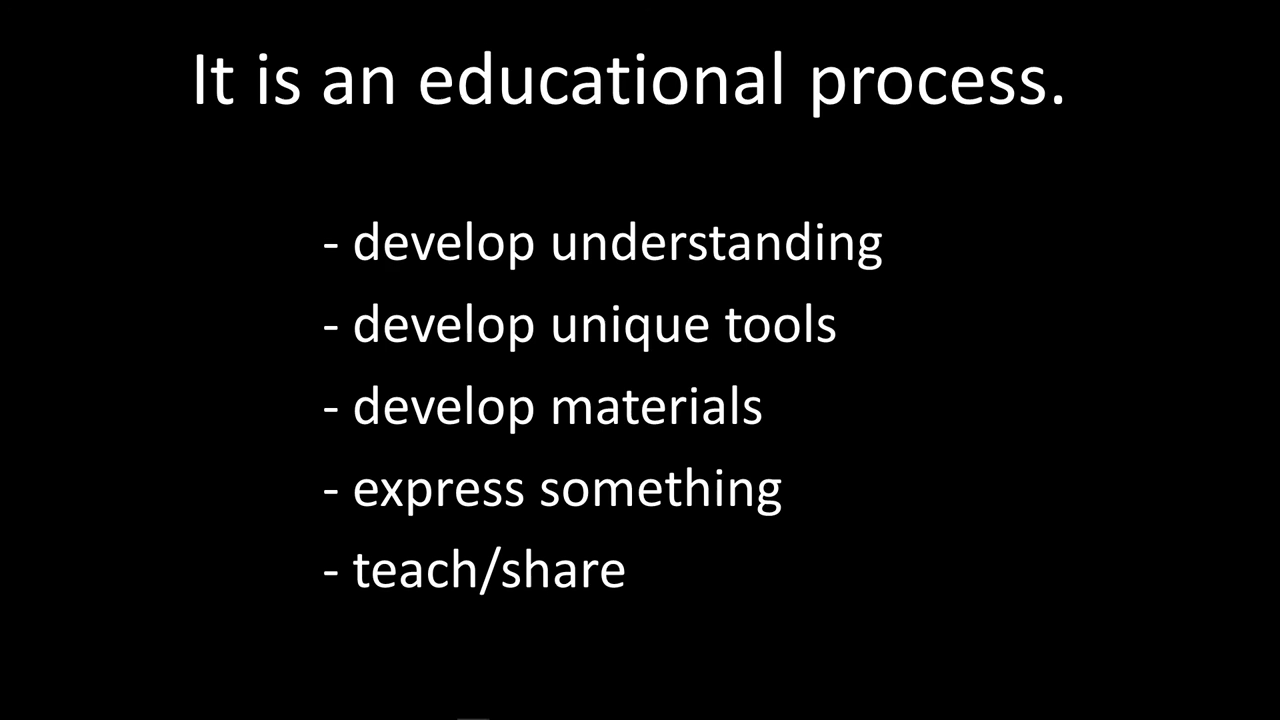 It is an educational process.
- develop understanding
- develop unique tools
- develop materials
- express something
- teach/share